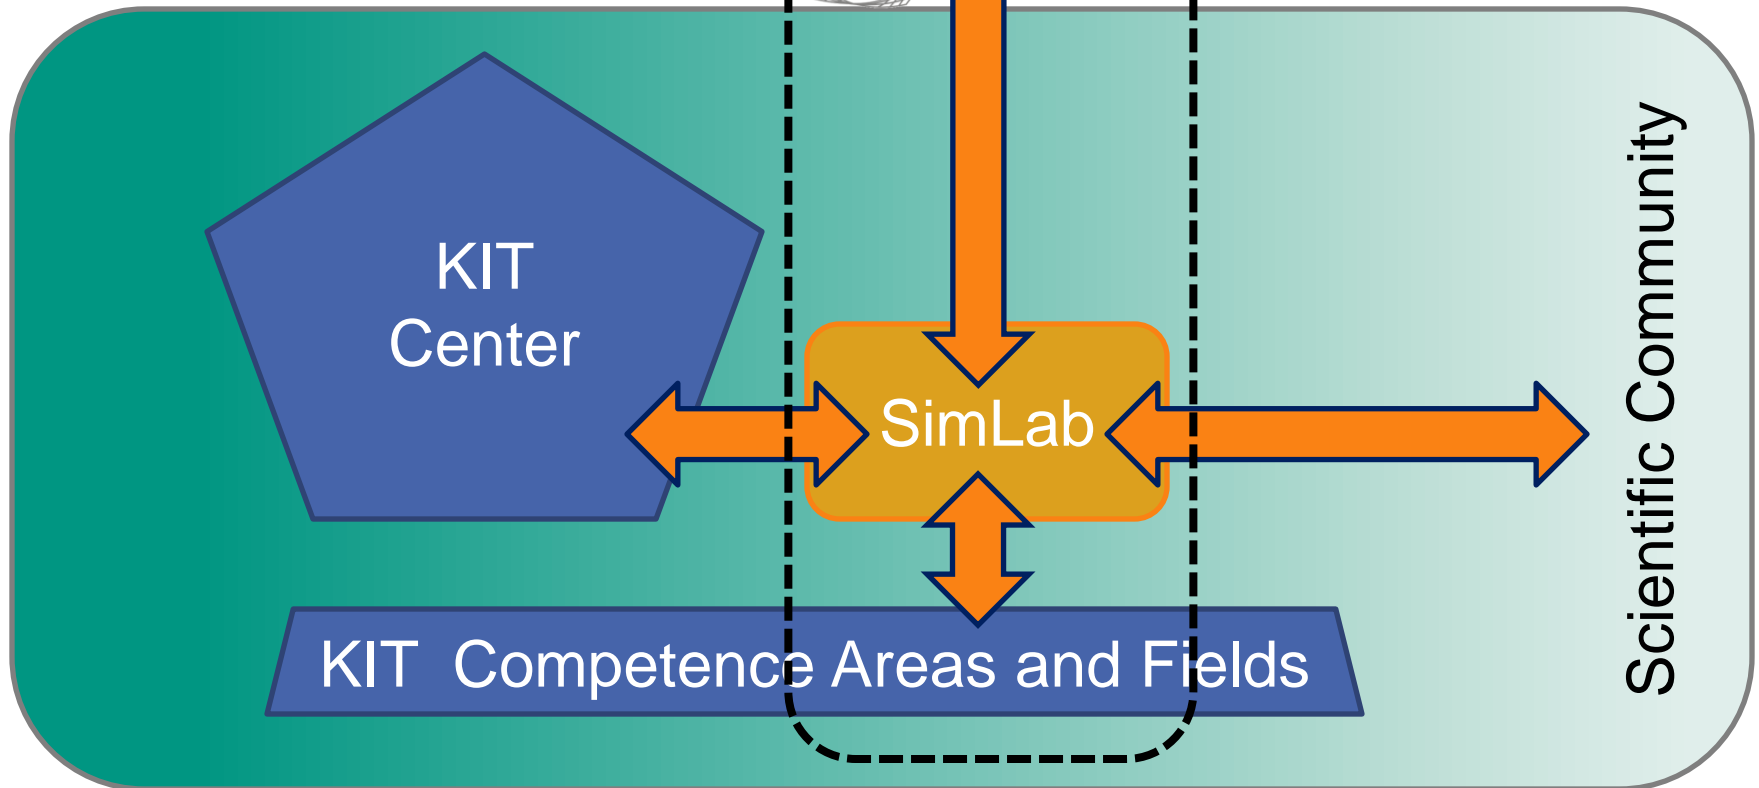 KIT
Center
SimLab
KIT  Competence Areas and Fields
Scientific Community